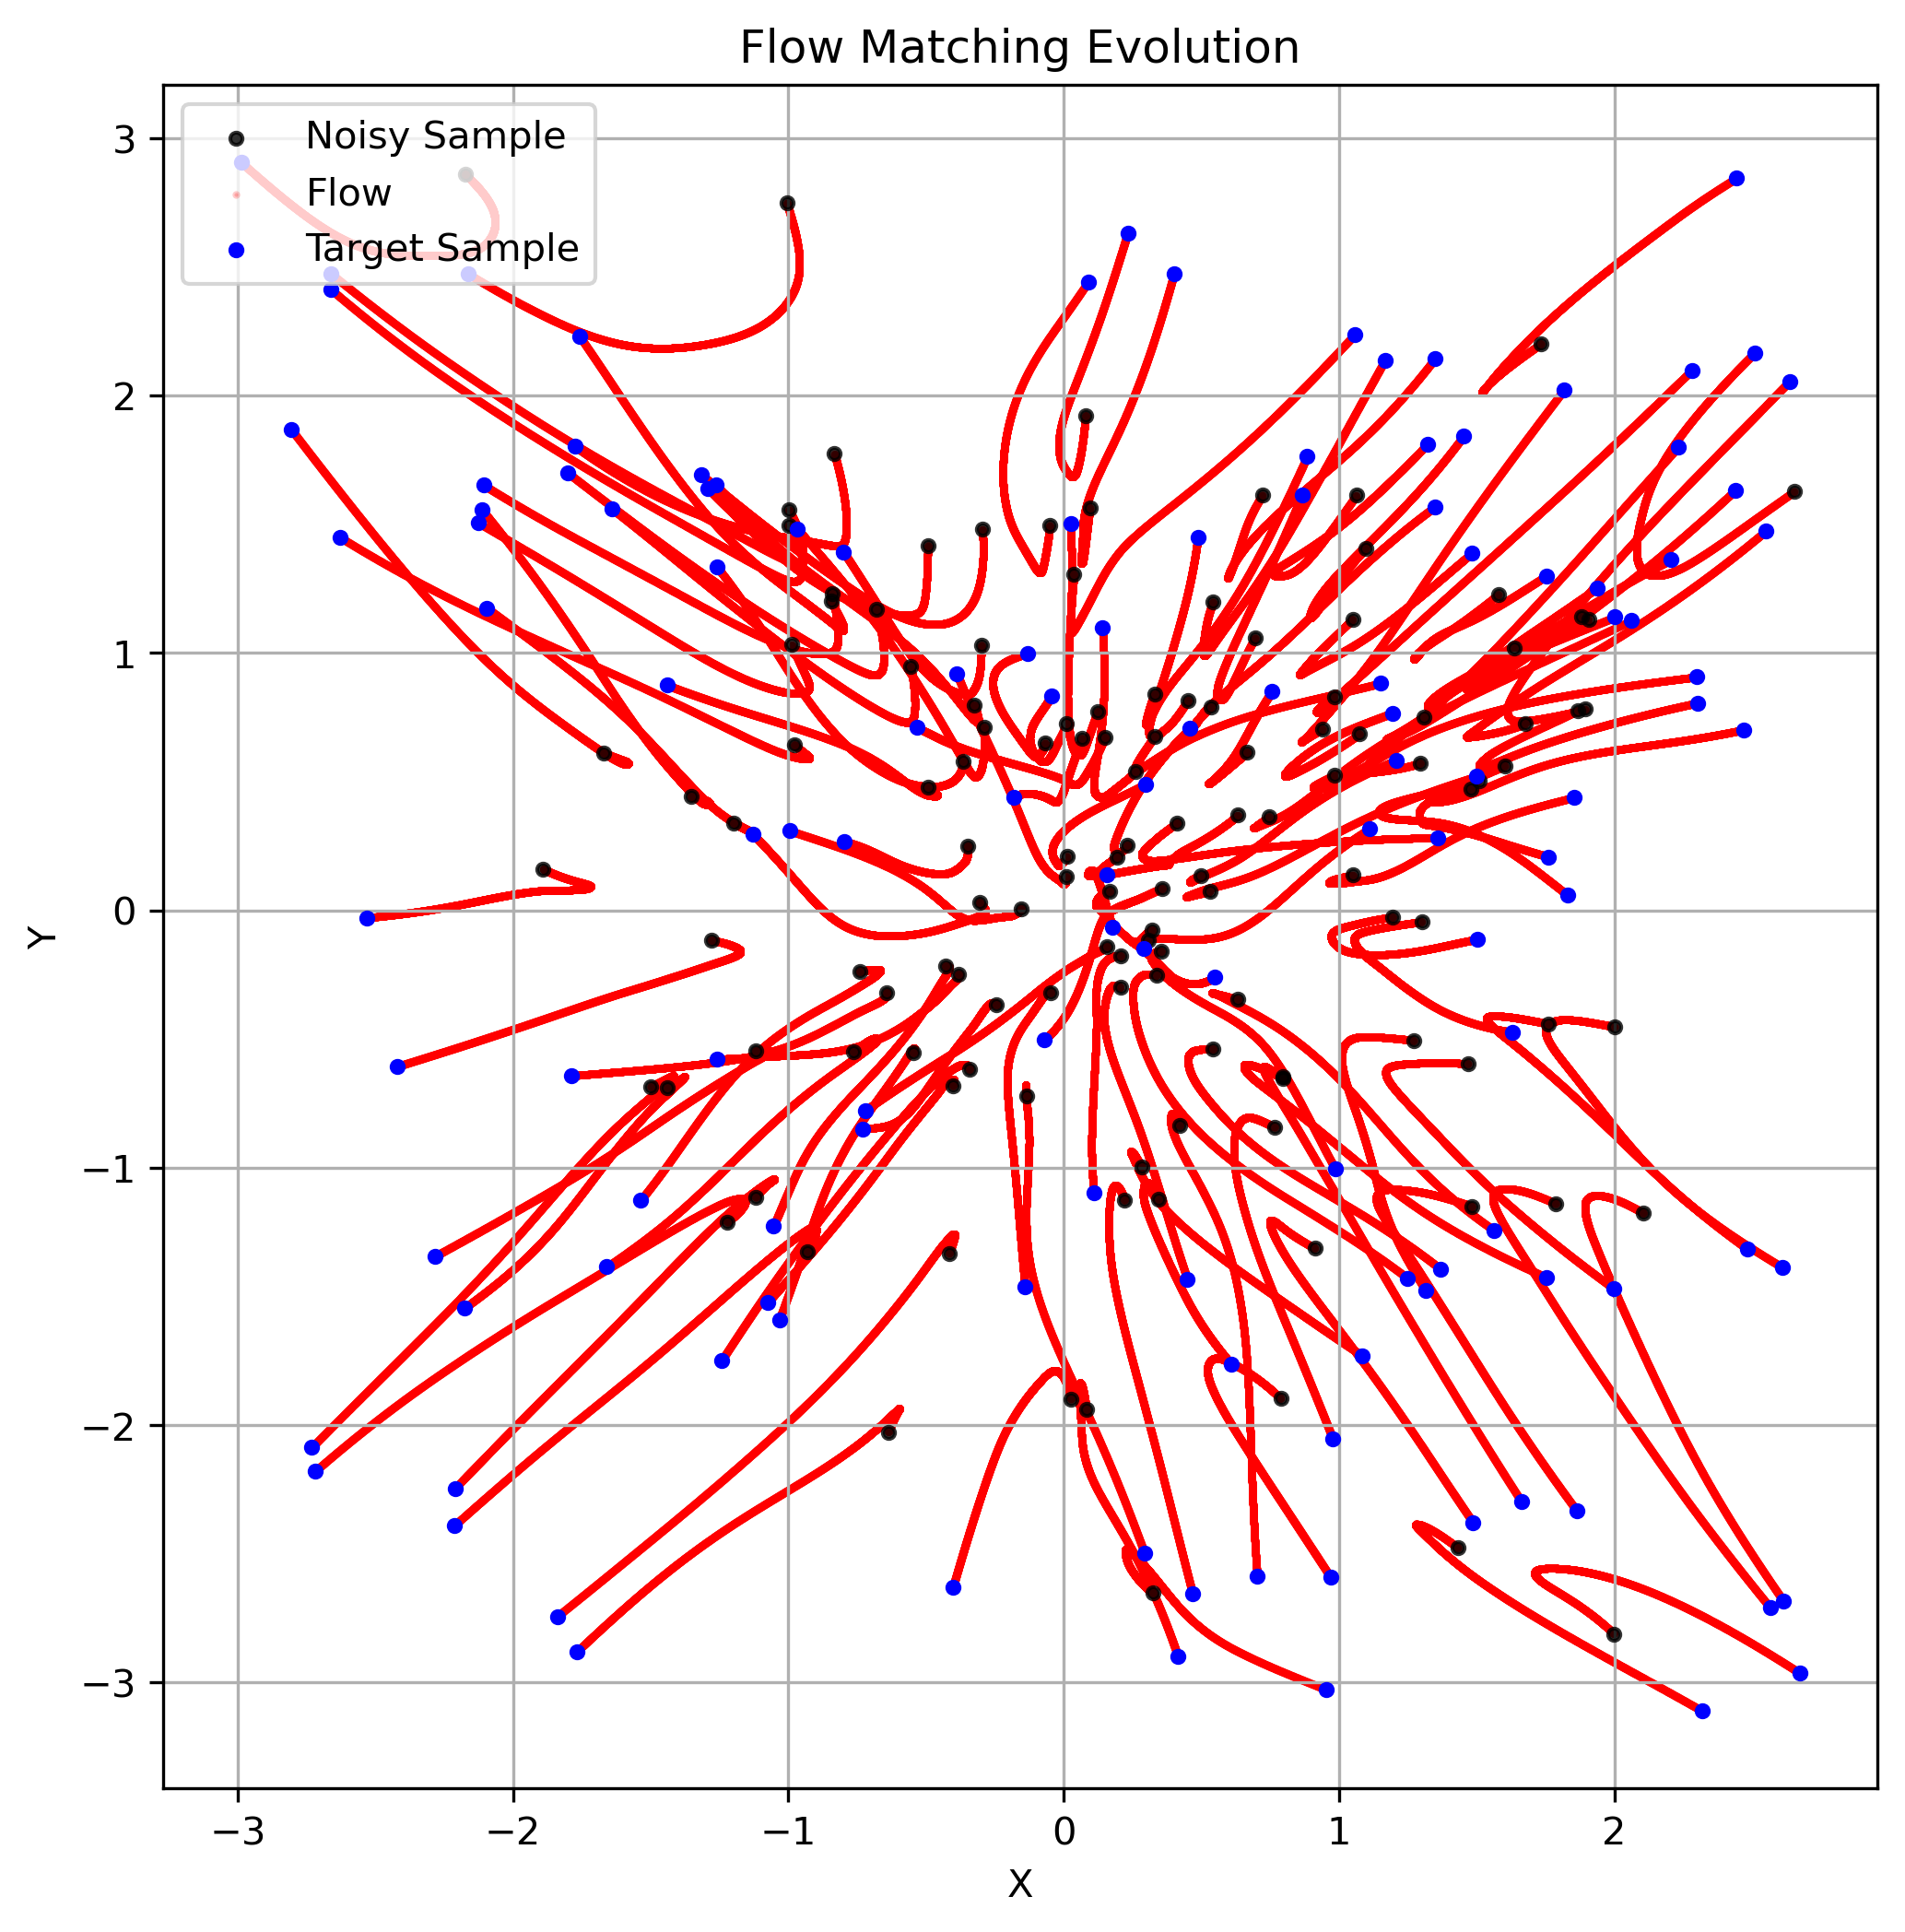 Flow Matching Evolution
Noisy Sample
Flow
Target Sample
3
2
1
0
−1
−2
−3
Y
−3 −2 −1 0 1 2
X